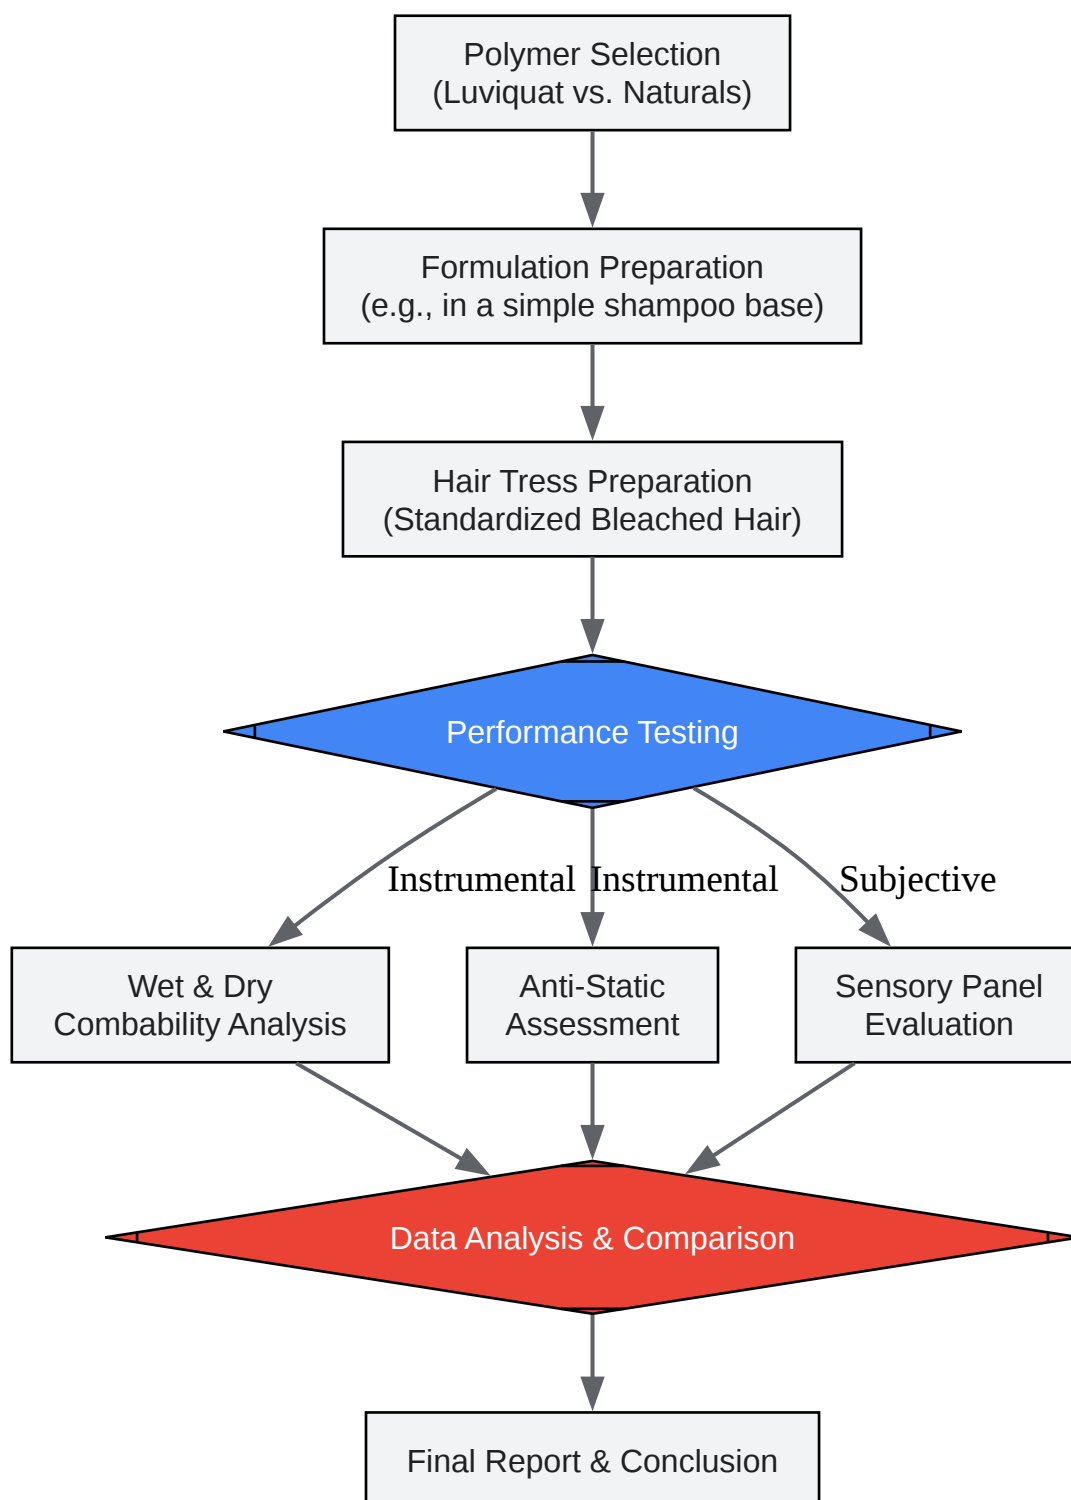 Polymer Selection
(Luviquat vs. Naturals)
Formulation Preparation
(e.g., in a simple shampoo base)
Hair Tress Preparation
(Standardized Bleached Hair)
Performance Testing
Instrumental
Instrumental
Subjective
Wet & Dry
Combability Analysis
Anti-Static
Assessment
Sensory Panel
Evaluation
Data Analysis & Comparison
Final Report & Conclusion